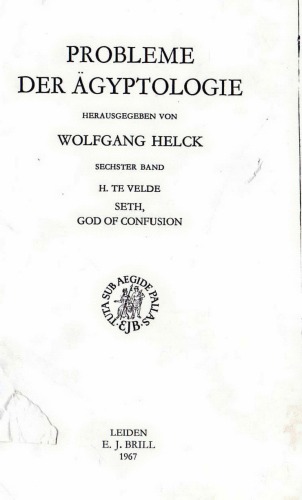 PROBLEME
DER ÄGYPTOLOGIE
HERAUSGEGEBEN VON
WOLFGANG HELCK
SECHSTER BAND
H. TE VELDE
SETH,
GOD OF CONFUSION
TUTA SUB AEGIDE PALLAS
·EJB·
LEIDEN
E. J. BRILL
1967